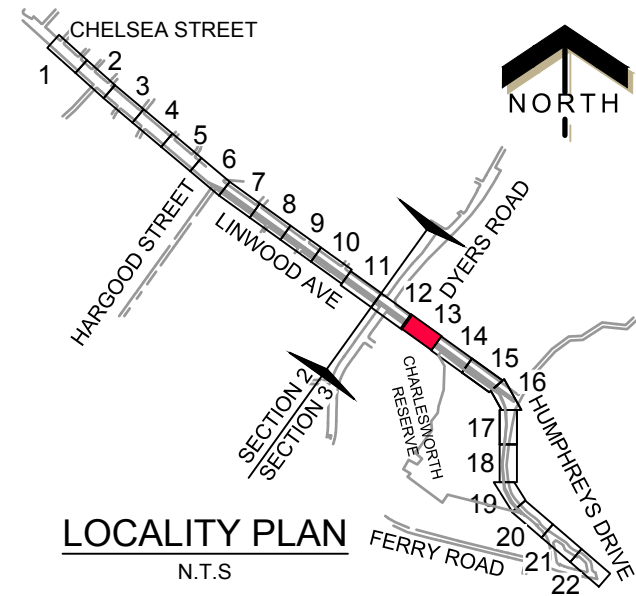 CHELSEA STREET
NORTH
1
2
3
4
5
6
7
8
9
10
11
12
13
14
15
16
17
18
19
20
21
22
HARGOOD STREET
LINWOOD AVE
DYERS ROAD
SECTION 2
SECTION 3
CHARLESWORTH
RESERVE
HUMPHREYS DRIVE
FERRY ROAD
LOCALITY PLAN
N.T.S